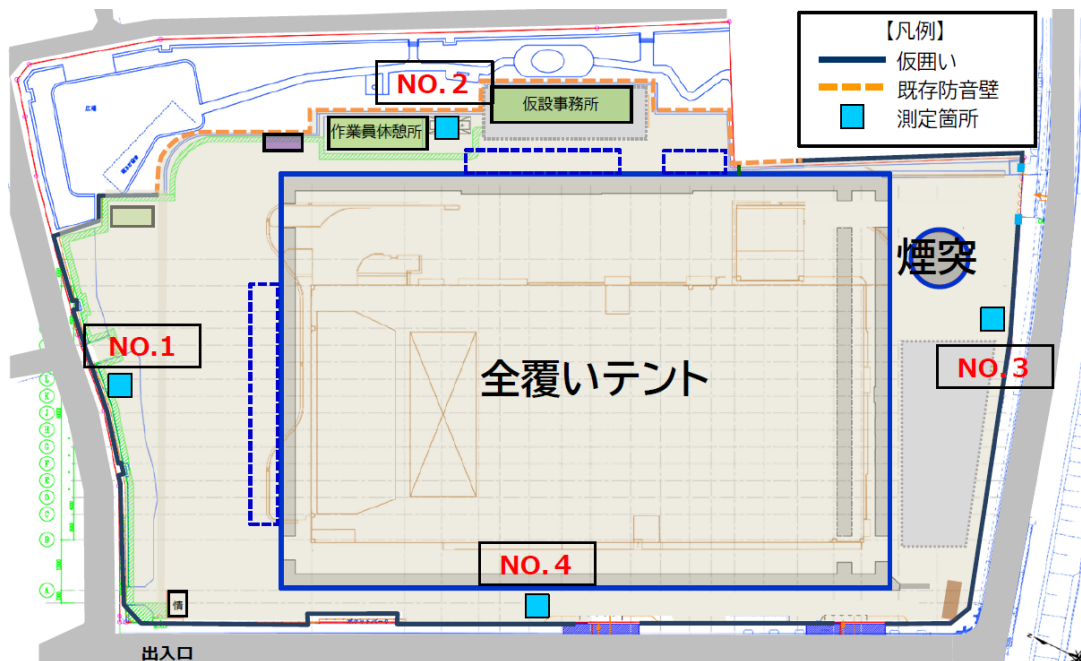 【凡例】
仮囲い
既存防音壁
測定箇所
NO.2
仮設事務所
作業員休憩所
広場
煙突
NO.1
NO.3
全覆いテント
NO.4
情
出入口